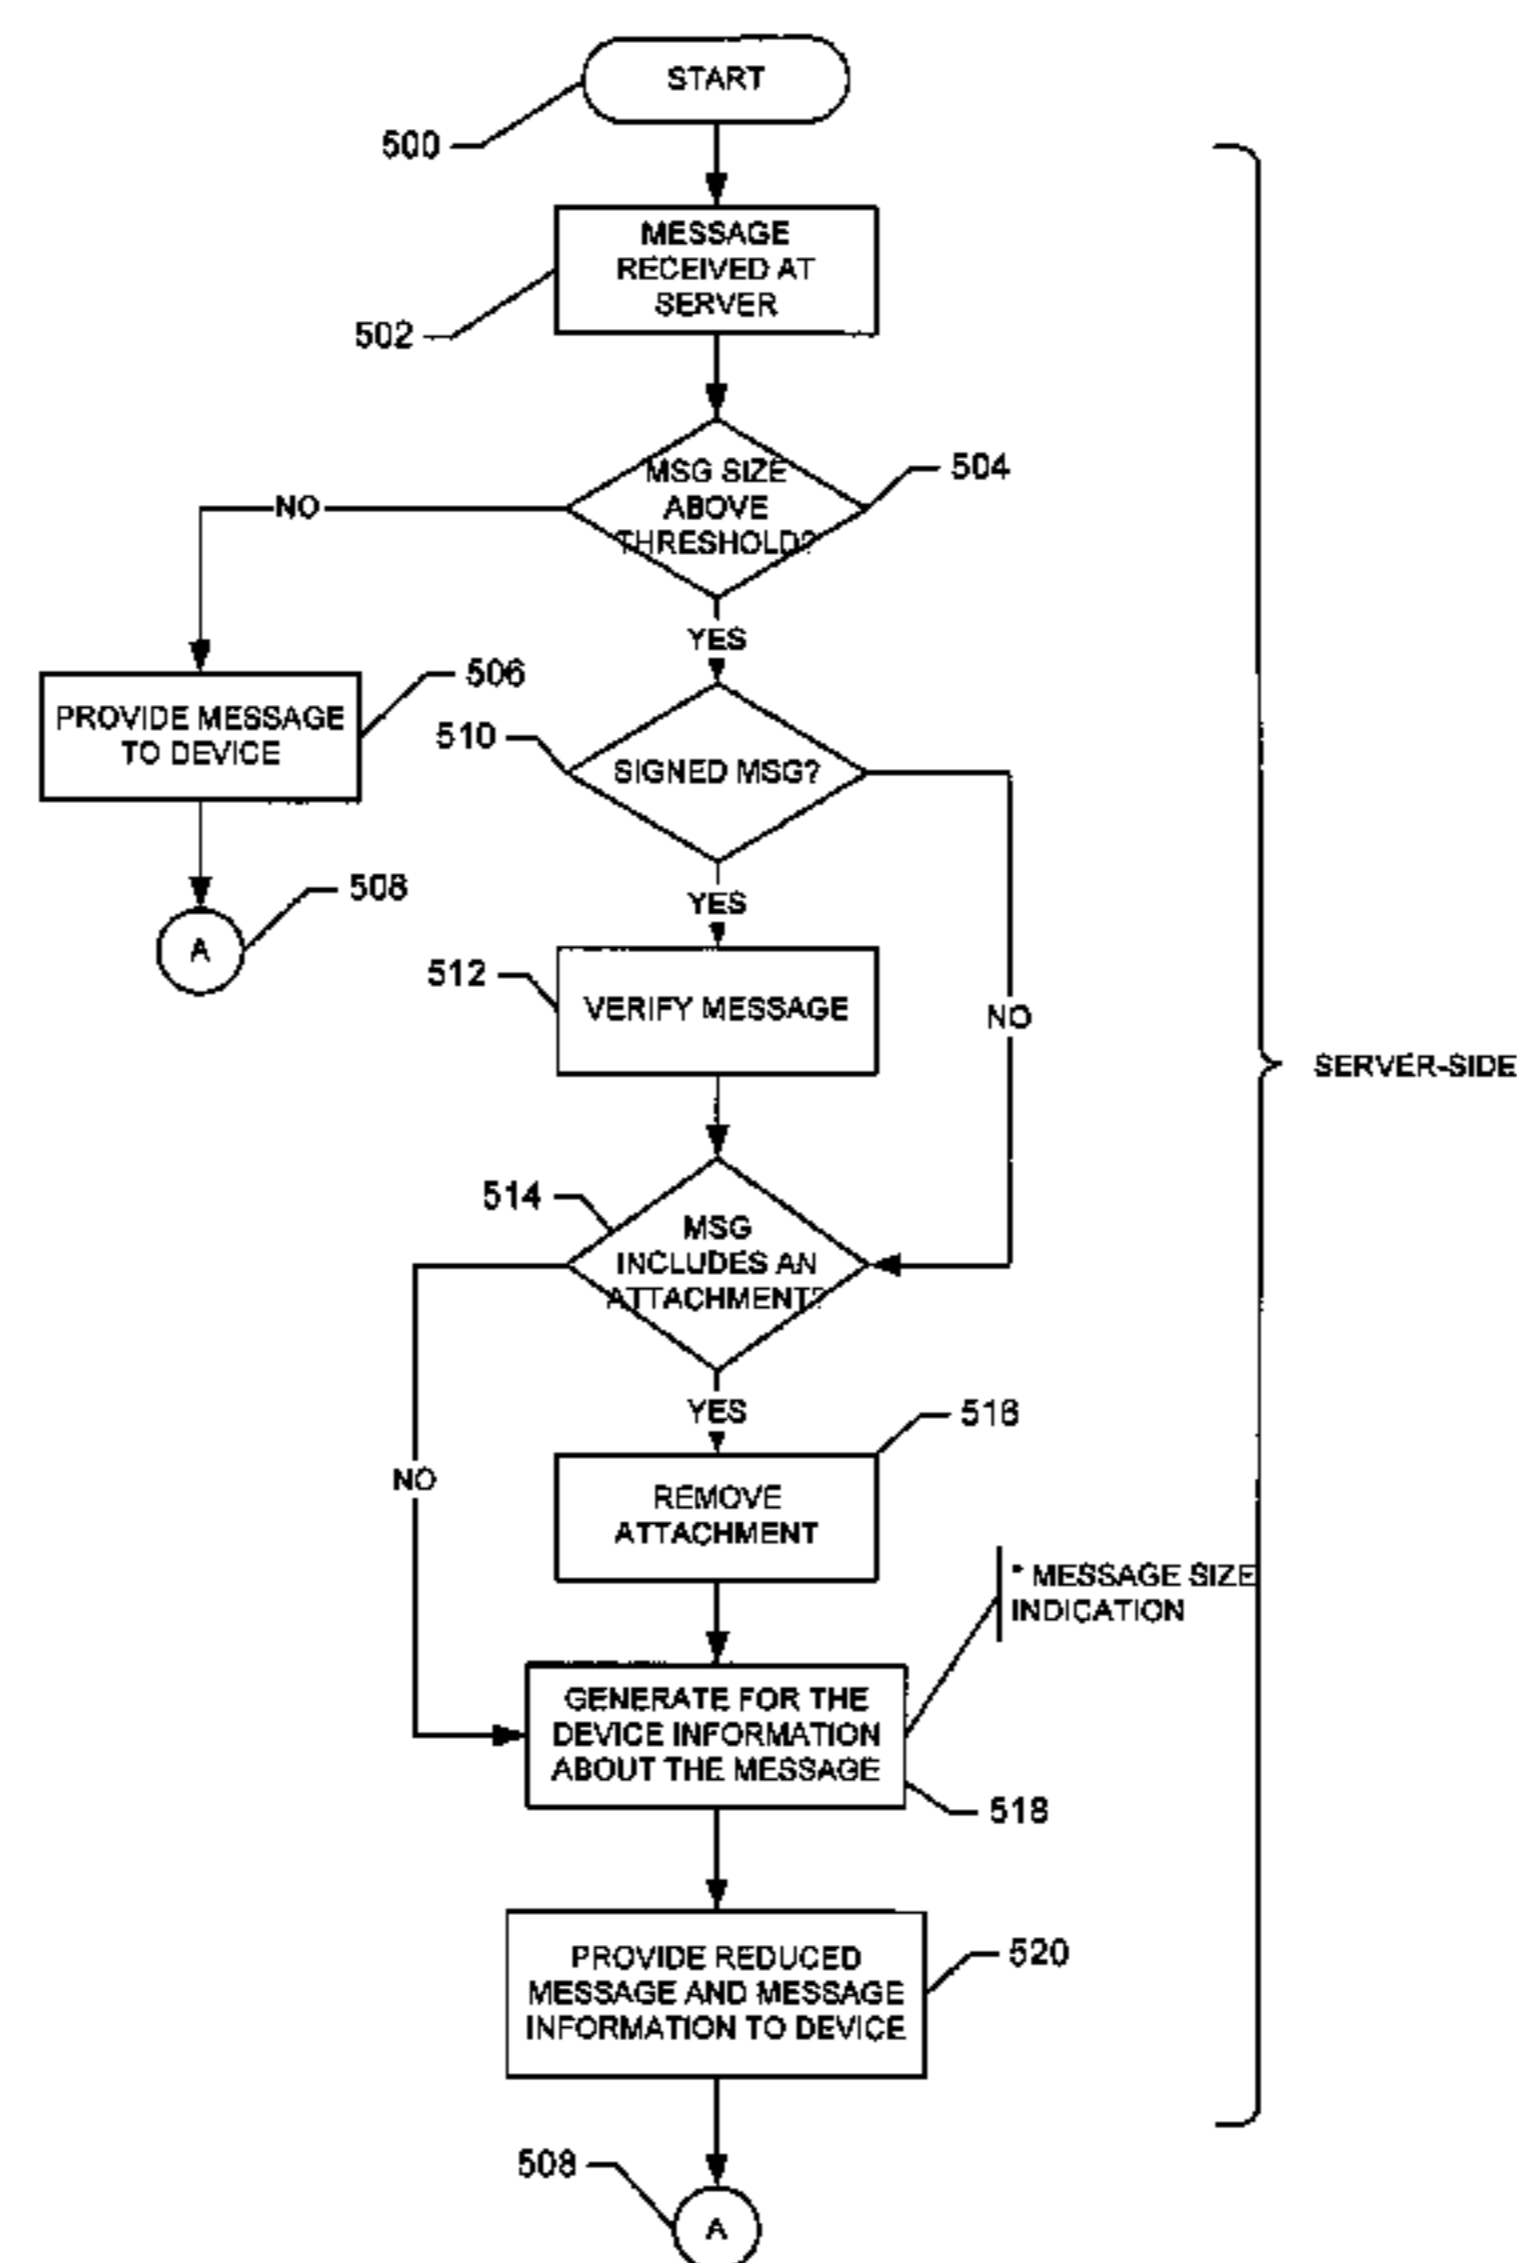 START
500
MESSAGE
RECEIVED AT
SERVER
502
MSG SIZE
ABOVE
THRESHOLD?
504
NO
YES
PROVIDE MESSAGE
TO DEVICE
506
510
SIGNED MSG?
508
A
YES
512
VERIFY MESSAGE
NO
SERVER-SIDE
514
MSG
INCLUDES AN
ATTACHMENT?
YES
516
NO
REMOVE
ATTACHMENT
* MESSAGE SIZE
INDICATION
GENERATE FOR THE
DEVICE INFORMATION
ABOUT THE MESSAGE
518
PROVIDE REDUCED
MESSAGE AND MESSAGE
INFORMATION TO DEVICE
520
508
A